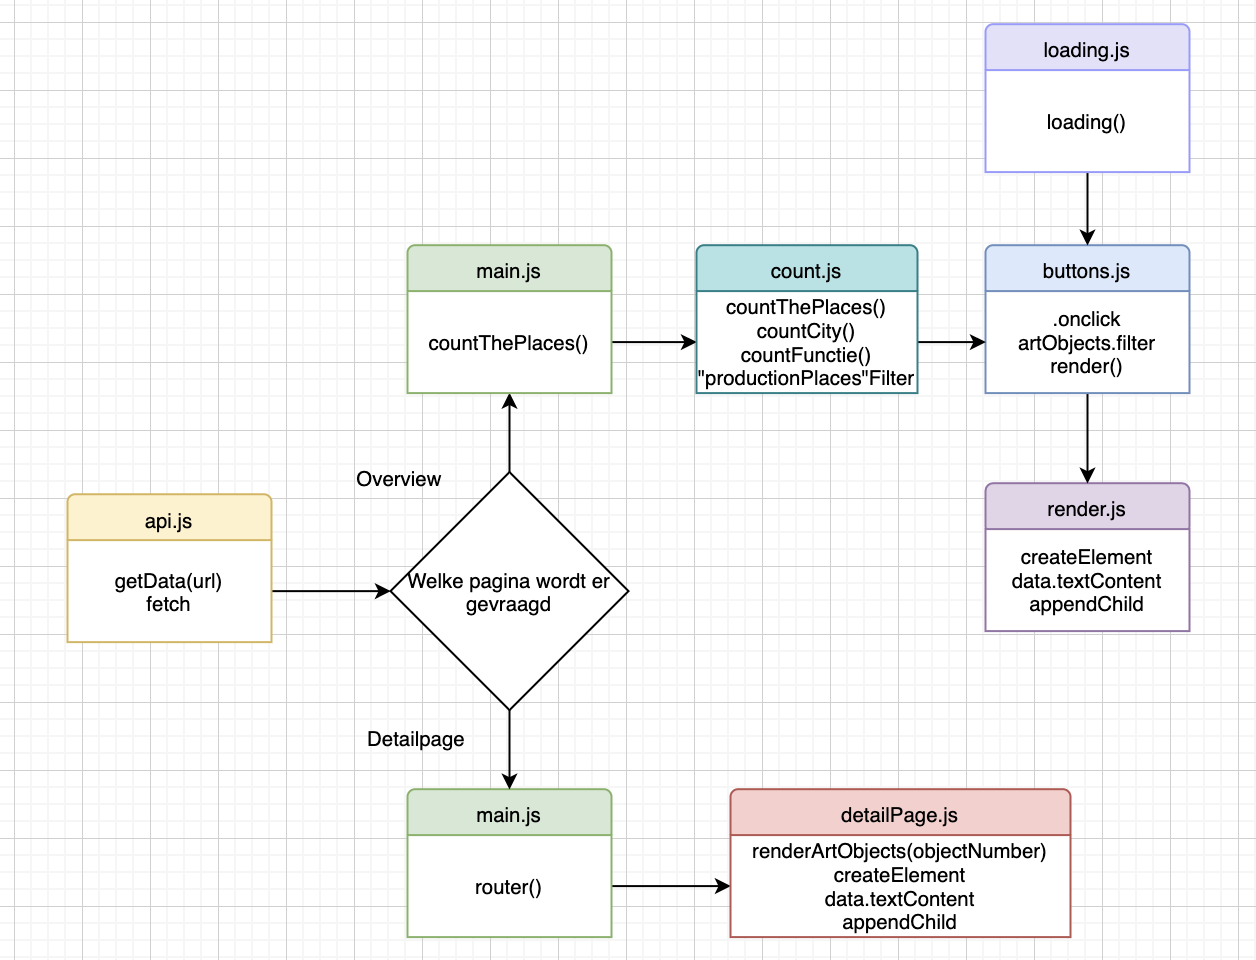 loading.js
loading()
main.js
countThePlaces()
count.js
countThePlaces()
countCity()
countFunctie()
"productionPlaces"Filter
buttons.js
.onclick
artObjects.filter
render()
Overview
api.js
getData(url)
fetch
Welke pagina wordt er
gevraagd
render.js
createElement
data.textContent
appendChild
Detailpage
main.js
router()
detailPage.js
renderArtObjects(objectNumber)
createElement
data.textContent
appendChild